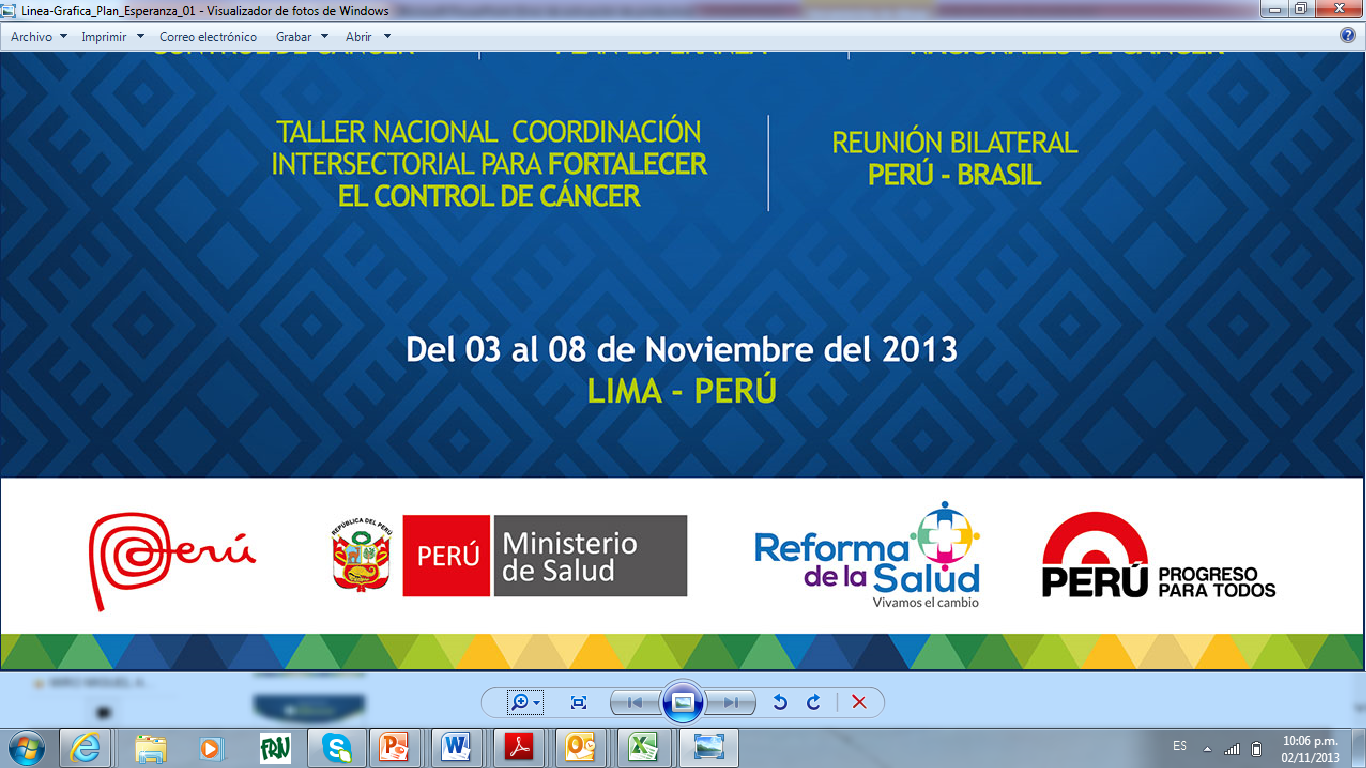 Linea-Grafica_Plan_Esperanza_01 - Visualizador de fotos de Windows
Archivo Imprimir Correo electrónico Grabar Abrir
TALLER NACIONAL COORDINACIÓN
INTERSECTORIAL PARA FORTALECER
EL CONTROL DE CÁNCER
REUNIÓN BILATERAL
PERÚ - BRASIL
Del 03 al 08 de Noviembre del 2013
LIMA - PERÚ
Perú
REPÚBLICA DEL PERÚ
PERÚ
Ministerio
de Salud
Reforma
de la Salud
Vivamos el cambio
PERÚ PROGRESO
PARA TODOS
ES
10:06 p.m.
02/11/2013